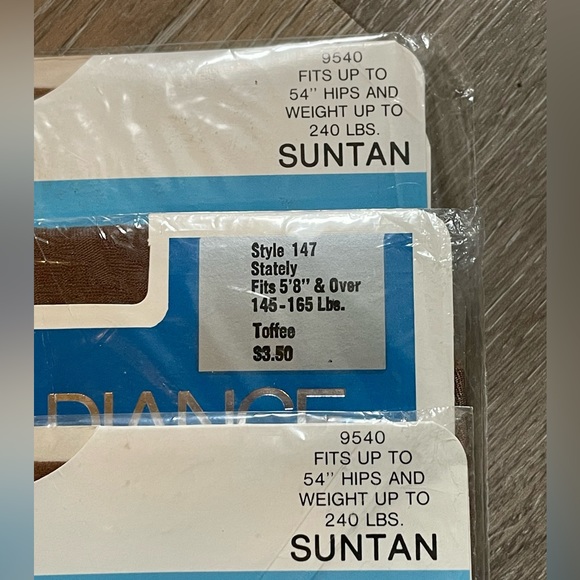 9540
FITS UP TO
54" HIPS AND
WEIGHT UP TO
240 LBS.
SUNTAN
Style 147
Stately
Fits 5'8" & Over
145-165 Lbs.
Toffee
$3.50
DIANCE
9540
FITS UP TO
54" HIPS AND
WEIGHT UP TO
240 LBS.
SUNTAN